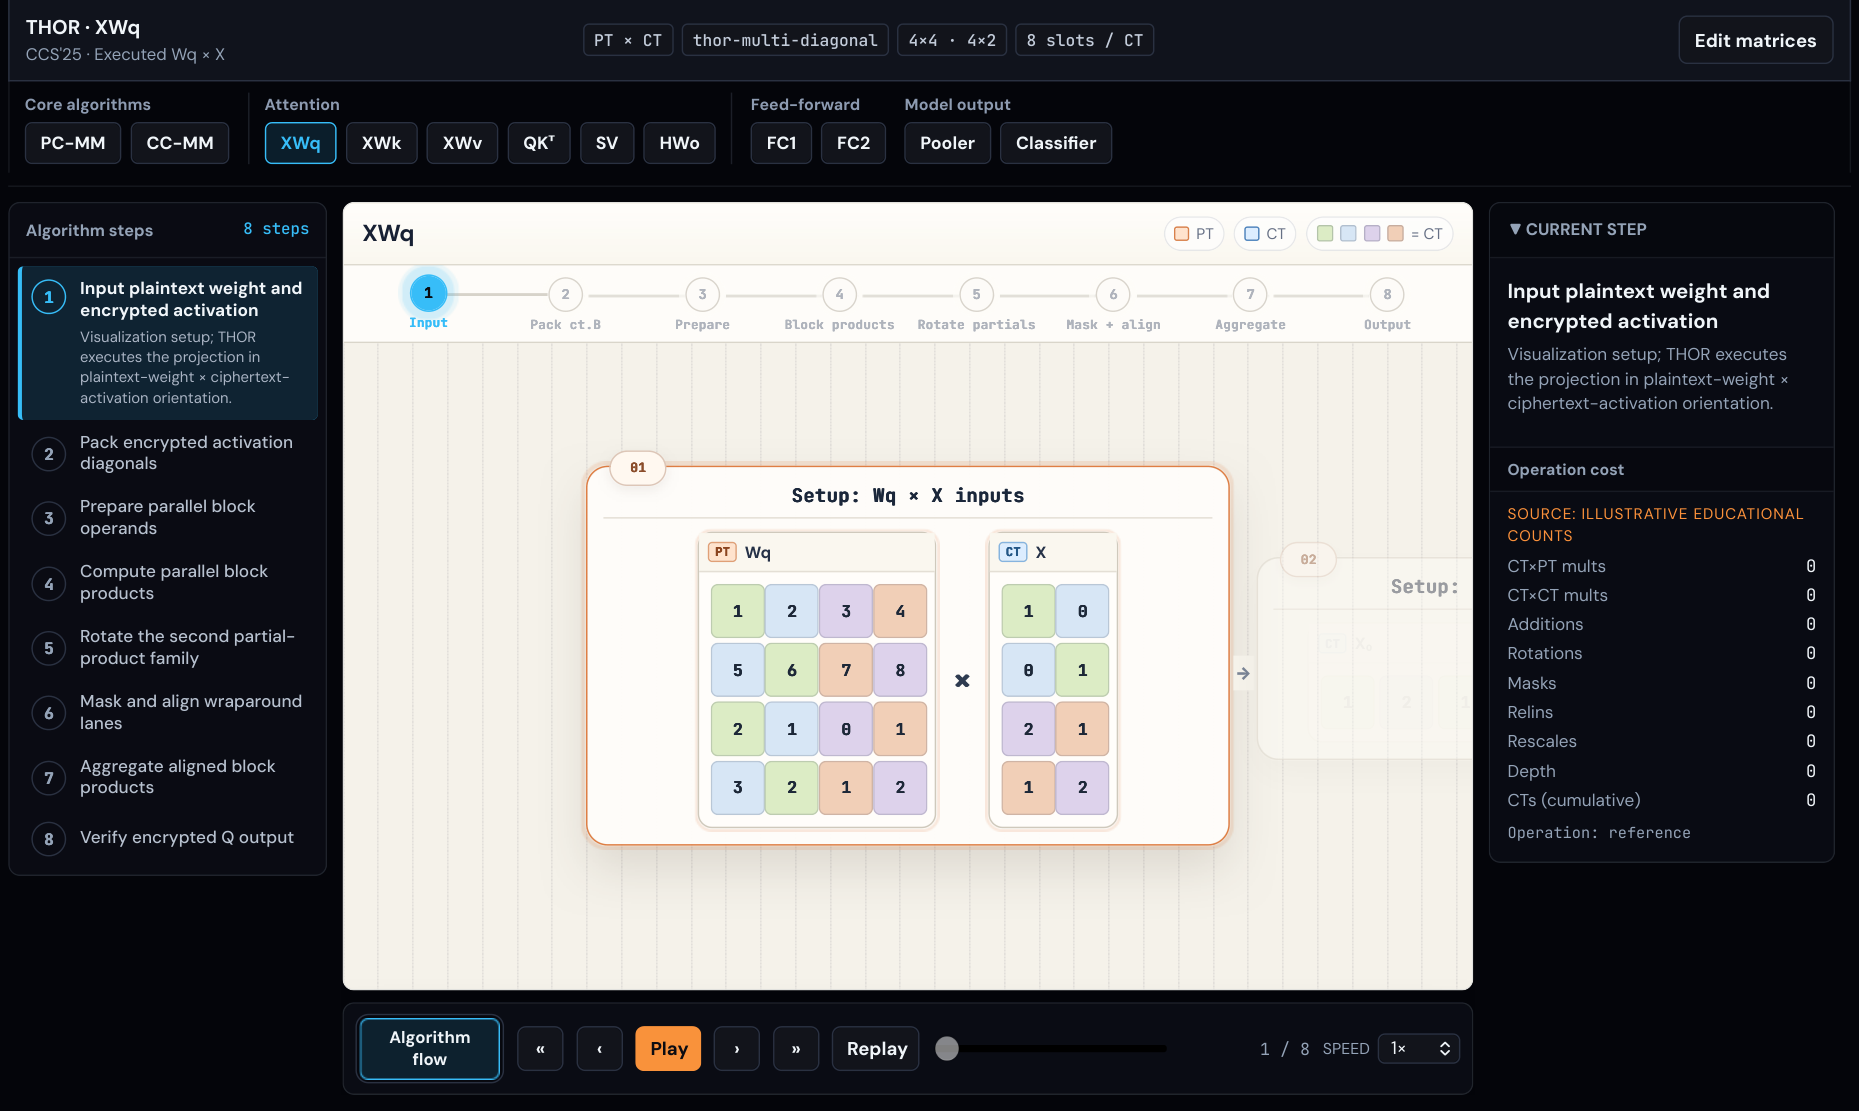 THOR · XWq
CCS'25 · Executed Wq × X
PT × CT
thor-multi-diagonal
4×4 · 4×2
8 slots / CT
Edit matrices
Core algorithms
PC-MM
CC-MM
Attention
XWq
XWk
XWv
QKᵀ
SV
HWo
Feed-forward
FC1
FC2
Model output
Pooler
Classifier
Algorithm steps
8 steps
1
Input plaintext weight and
encrypted activation
Visualization setup; THOR
executes the projection in
plaintext-weight × ciphertext-
activation orientation.
2
Pack encrypted activation
diagonals
3
Prepare parallel block
operands
4
Compute parallel block
products
5
Rotate the second partial-
product family
6
Mask and align wraparound
lanes
7
Aggregate aligned block
products
8
Verify encrypted Q output
XWq
PT
CT
= CT
1
Input
2
Pack ct.B
3
Prepare
4
Block products
5
Rotate partials
6
Mask + align
7
Aggregate
8
Output
01
Setup: Wq × X inputs
PT Wq
1 2 3 4
5 6 7 8
2 1 0 1
3 2 1 2
×
CT X
1 0
0 1
2 1
1 2
→
02
Setup:
CT
1 2 1
Algorithm
flow
«
‹
Play
›
»
Replay
1 / 8
SPEED
1×
▼ CURRENT STEP
Input plaintext weight and
encrypted activation
Visualization setup; THOR executes
the projection in plaintext-weight ×
ciphertext-activation orientation.
Operation cost
SOURCE: ILLUSTRATIVE EDUCATIONAL
COUNTS
CT×PT mults 0
CT×CT mults 0
Additions 0
Rotations 0
Masks 0
Relins 0
Rescales 0
Depth 0
CTs (cumulative) 0
Operation: reference